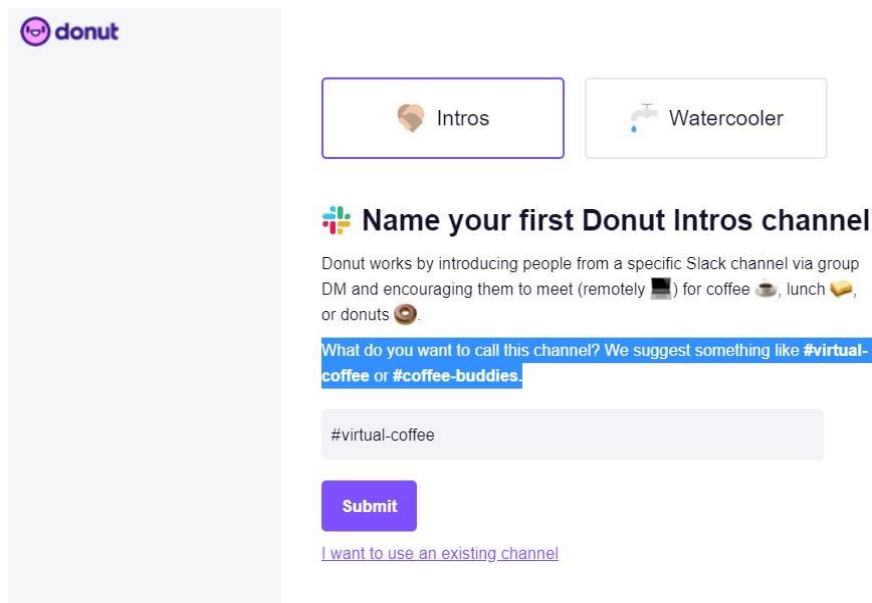 donut
Intros
Watercooler
Name your first Donut Intros channel
Donut works by introducing people from a specific Slack channel via group
DM and encouraging them to meet (remotely 💻) for coffee ☕, lunch 🥪,
or donuts 🍩.
What do you want to call this channel? We suggest something like #virtual-
coffee or #coffee-buddies.
#virtual-coffee
Submit
I want to use an existing channel